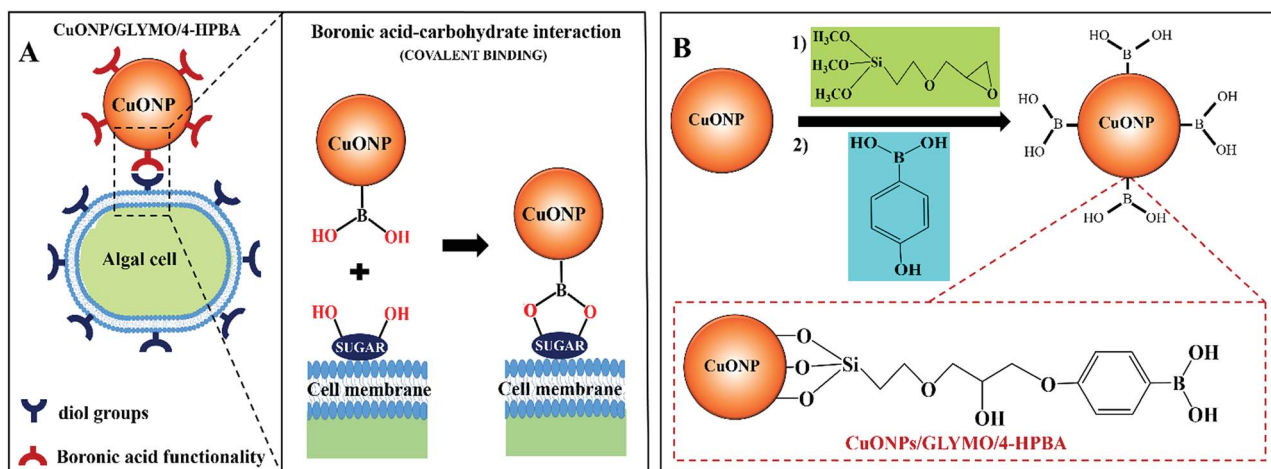 A
CuONP/GLYMO/4-HPBA
CuONP
Algal cell
diol groups
Boronic acid functionality
Boronic acid-carbohydrate interaction
(COVALENT BINDING)
CuONP
B
HO
OH
+
HO
OH
SUGAR
Cell membrane
CuONP
B
O
O
SUGAR
Cell membrane
B
CuONP
1)
H₃CO
H₃CO
H₃CO
Si
O
O
2)
HO
B
OH
OH
HO
OH
B
HO
B
HO
CuONP
OH
B
OH
B
HO
OH
CuONP
O
O
O
Si
O
OH
O
B
OH
OH
CuONPs/GLYMO/4-HPBA